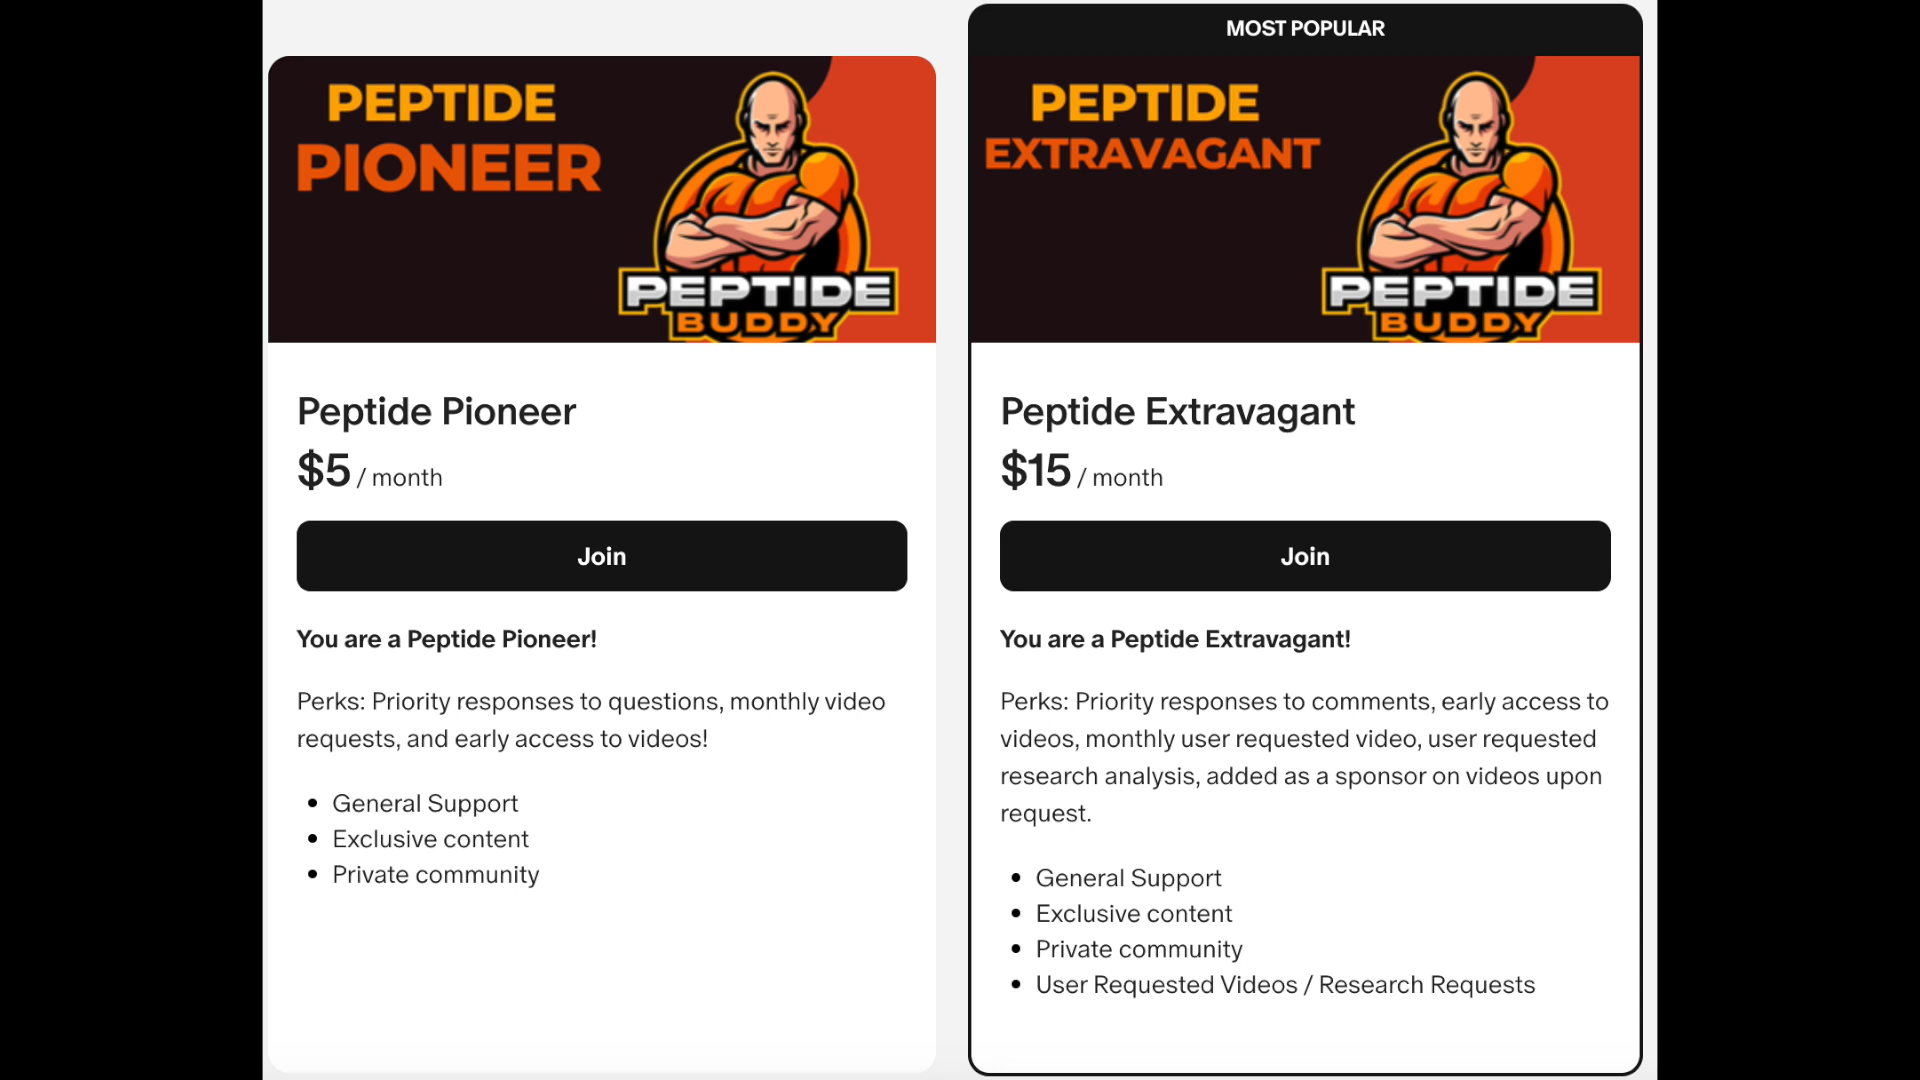 PEPTIDE
PIONEER
PEPTIDE
BUDDY
Peptide Pioneer
$5 / month
Join
You are a Peptide Pioneer!
Perks: Priority responses to questions, monthly video
requests, and early access to videos!
• General Support
• Exclusive content
• Private community
MOST POPULAR
PEPTIDE
EXTRAVAGANT
PEPTIDE
BUDDY
Peptide Extravagant
$15 / month
Join
You are a Peptide Extravagant!
Perks: Priority responses to comments, early access to
videos, monthly user requested video, user requested
research analysis, added as a sponsor on videos upon
request.
• General Support
• Exclusive content
• Private community
• User Requested Videos / Research Requests